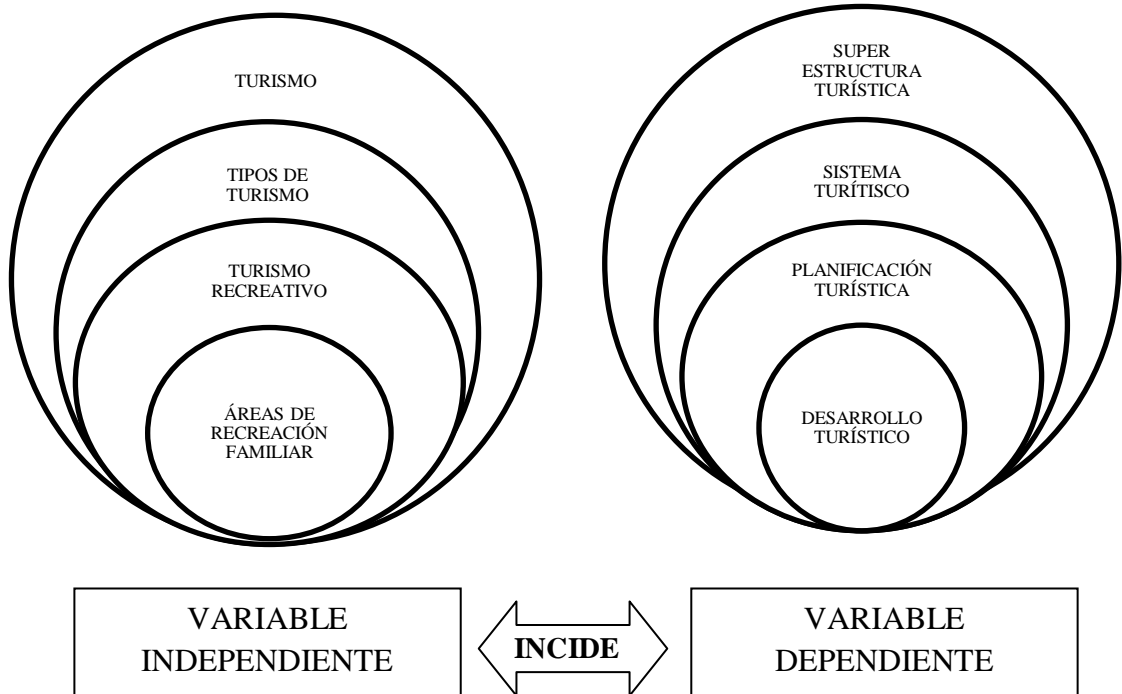 TURISMO
TIPOS DE
TURISMO
TURISMO
RECREATIVO
ÁREAS DE
RECREACIÓN
FAMILIAR
SUPER
ESTRUCTURA
TURÍSTICA
SISTEMA
TURÍTISCO
PLANIFICACIÓN
TURÍSTICA
DESARROLLO
TURÍSTICO
VARIABLE
INDEPENDIENTE
INCIDE
VARIABLE
DEPENDIENTE